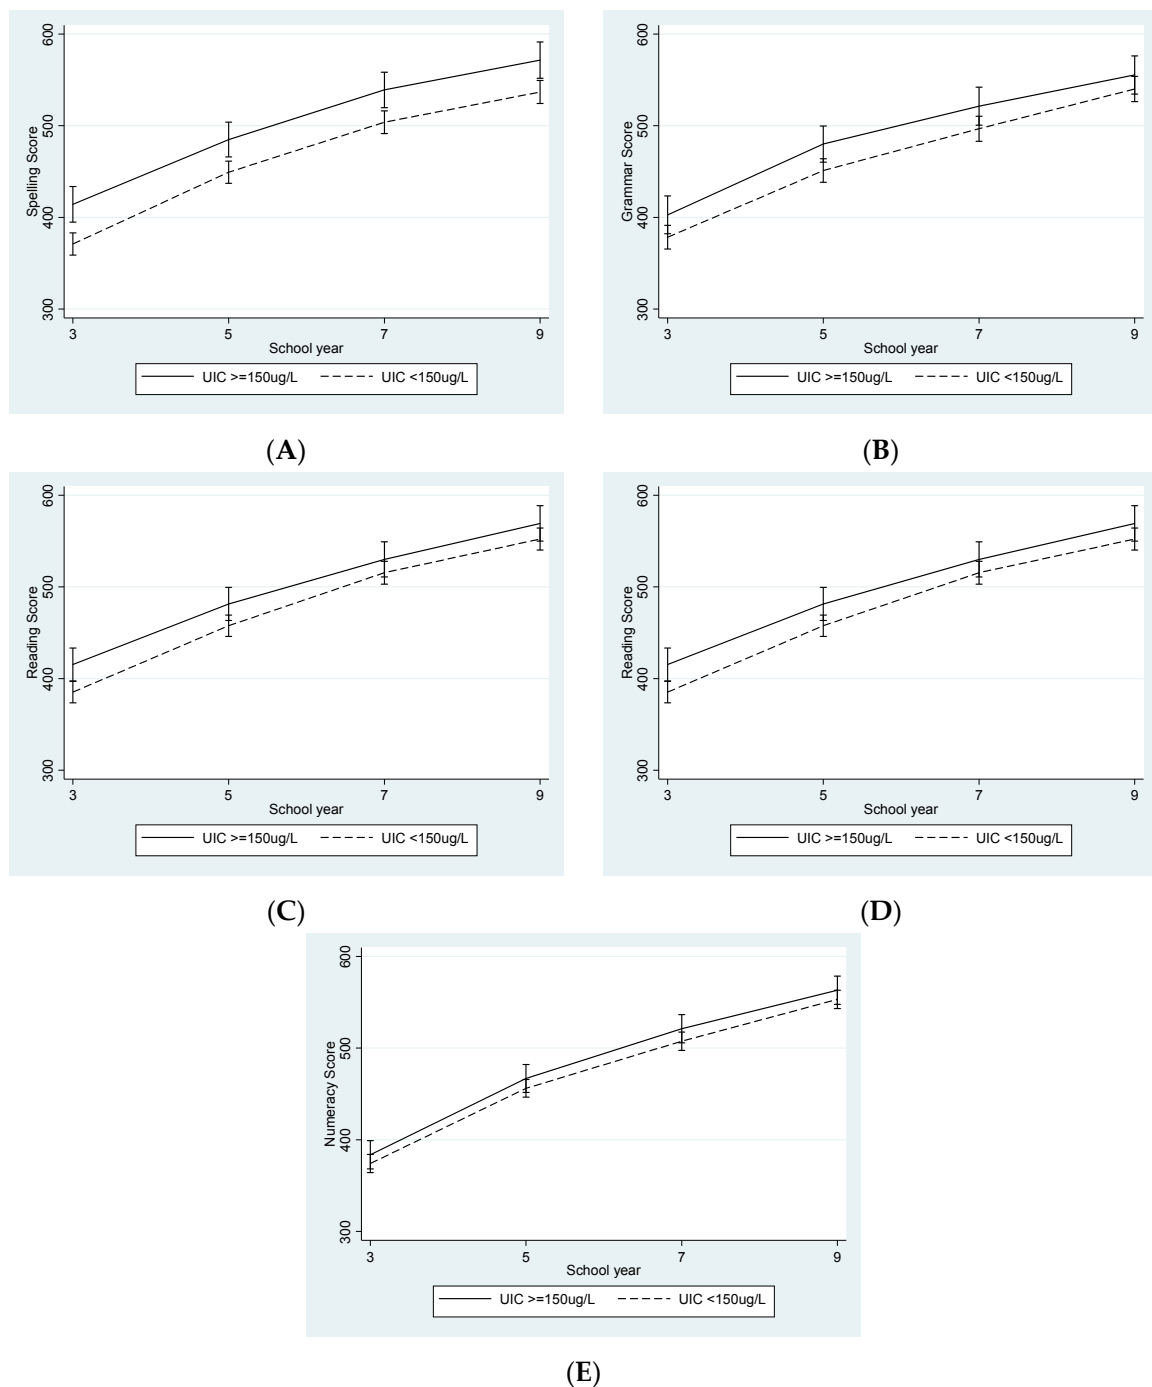 600
500
400
300
Spelling Score
3 5 7 9
School year
UIC >=150ug/L UIC <150ug/L
(A)
600
500
400
300
Grammar Score
3 5 7 9
School year
UIC >=150ug/L UIC <150ug/L
(B)
600
500
400
300
Reading Score
3 5 7 9
School year
UIC >=150ug/L UIC <150ug/L
(C)
600
500
400
300
Reading Score
3 5 7 9
School year
UIC >=150ug/L UIC <150ug/L
(D)
600
500
400
300
Numeracy Score
3 5 7 9
School year
UIC >=150ug/L UIC <150ug/L
(E)